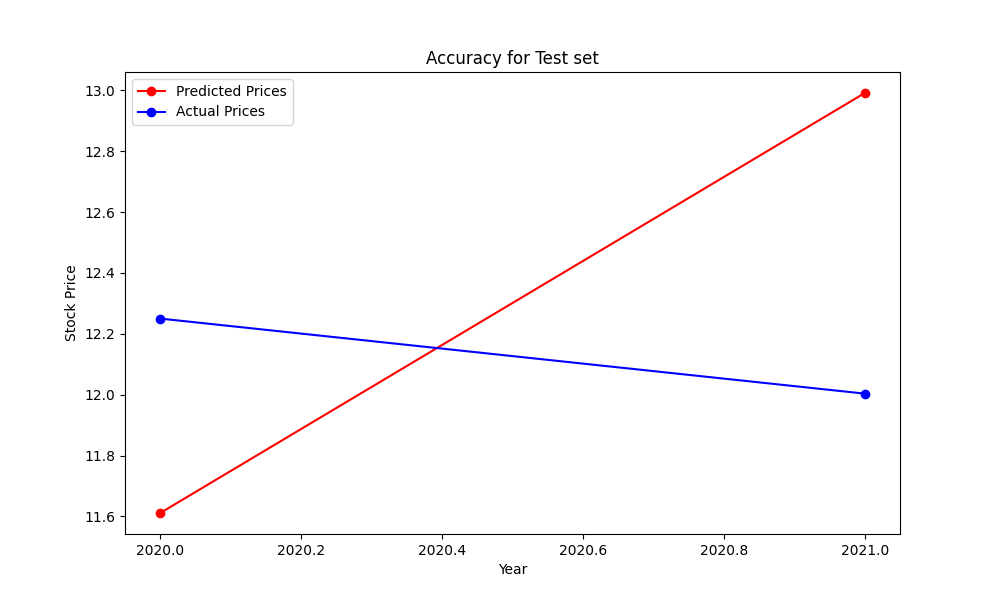 Accuracy for Test set
Predicted Prices
Actual Prices
Stock Price
13.0
12.8
12.6
12.4
12.2
12.0
11.8
11.6
2020.0 2020.2 2020.4 2020.6 2020.8 2021.0
Year